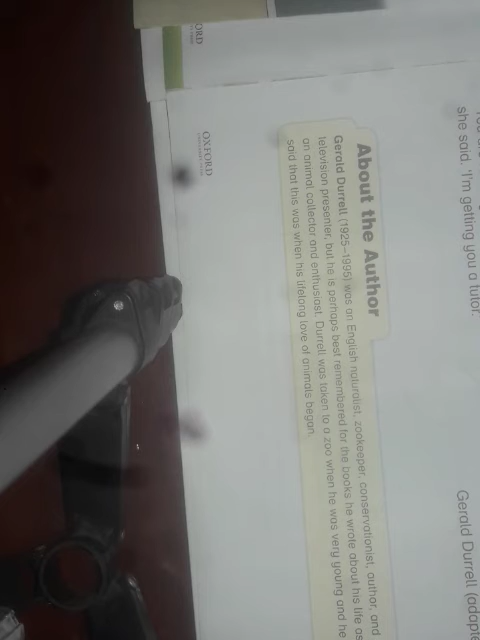 she said. 'I'm getting you a tutor.
Gerald Durrell
About the Author
Gerald Durrell (1925–1995) was an English naturalist, zookeeper, conservationist, author, and
television presenter, but he is perhaps best remembered for the books he wrote about his life as
an animal collector and enthusiast. Durrell was taken to a zoo when he was very young and he
said that this was when his lifelong love of animals began.
OXFORD